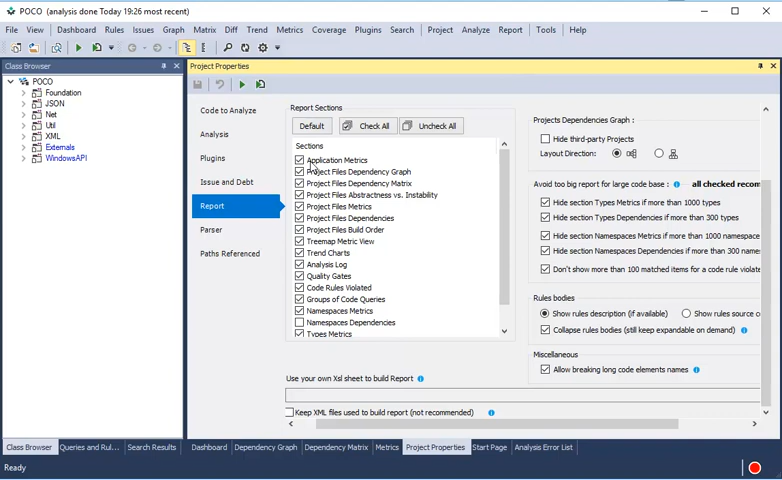 POCO (analysis done Today 19:26 most recent)
File View Dashboard Rules Issues Graph Matrix Diff Trend Metrics Coverage Plugins Search Project Analyze Report Tools Help
Class Browser
Project Properties
POCO
Foundation
JSON
Net
Util
XML
Externals
WindowsAPI
Code to Analyze
Analysis
Plugins
Issue and Debt
Report
Parser
Paths Referenced
Report Sections
Default Check All Uncheck All
Sections
Application Metrics
Project Files Dependency Graph
Project Files Dependency Matrix
Project Files Abstractness vs. Instability
Project Files Metrics
Project Files Dependencies
Project Files Build Order
Treemap Metric View
Trend Charts
Analysis Log
Quality Gates
Code Rules Violated
Groups of Code Queries
Namespaces Metrics
Namespaces Dependencies
Types Metrics
Use your own Xsl sheet to build Report
Keep XML files used to build report (not recommended)
Projects Dependencies Graph :
Hide third-party Projects
Layout Direction:
Avoid too big report for large code base : all checked recom
Hide section Types Metrics if more than 1000 types
Hide section Types Dependencies if more than 300 types
Hide section Namespaces Metrics if more than 1000 namespace
Hide section Namespaces Dependencies if more than 300 name
Don't show more than 100 matched items for a code rule violate
Rules bodies
Show rules description (if available) Show rules source c
Collapse rules bodies (still keep expandable on demand)
Miscellaneous
Allow breaking long code elements names
Class Browser Queries and Rul... Search Results Dashboard Dependency Graph Dependency Matrix Metrics Project Properties Start Page Analysis Error List
Ready